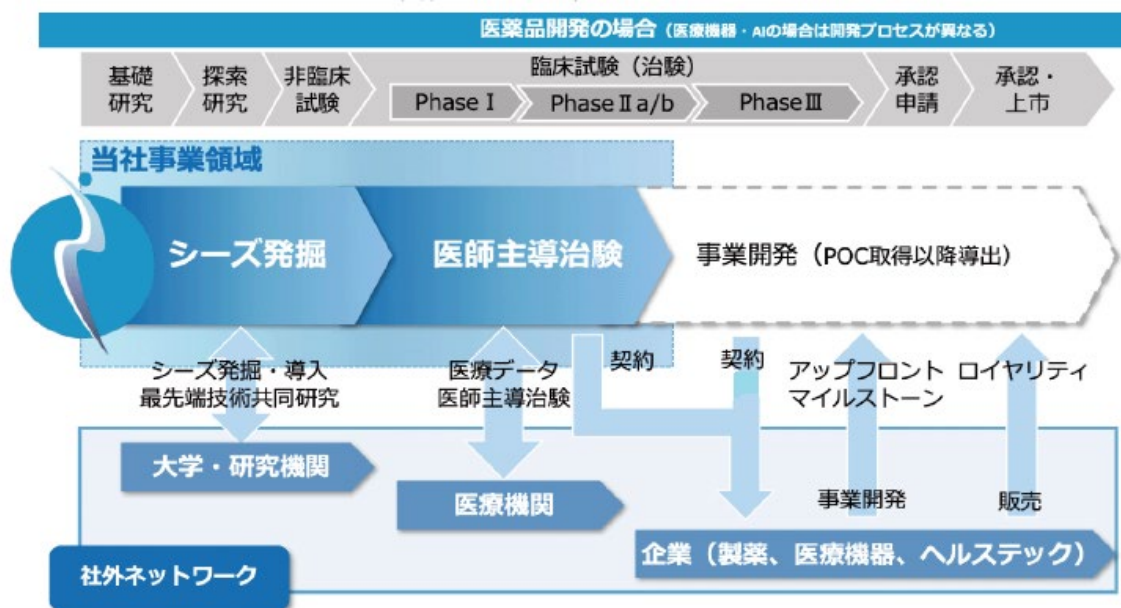 医薬品開発の場合(医療機器・AIの場合は開発プロセスが異なる)
基礎
研究
探索
研究
非臨床
試験
臨床試験(治験)
Phase Ⅰ
Phase Ⅱa/b
Phase Ⅲ
承認
申請
承認・
上市
当社事業領域
シーズ発掘
医師主導治験
事業開発(POC取得以降導出)
シーズ発掘・導入
最先端技術共同研究
医療データ
医師主導治験
契約
契約
アップフロント
マイルストーン
ロイヤリティ
大学・研究機関
医療機関
事業開発
販売
企業(製薬、医療機器、ヘルステック)
社外ネットワーク